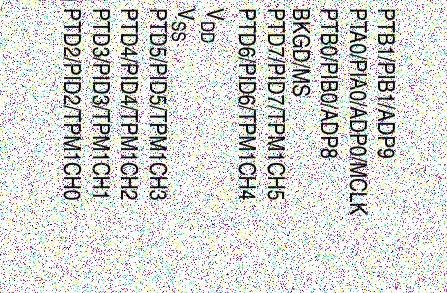 PTB1/PIB1/ADP9
PTA0/PIA0/ADP0/MCLK
PTB0/PIB0/ADP8
BKGD/MS
PTD7/PID7/TPM1CH5
PTD6/PID6/TPM1CH4
VDD
VSS
PTD5/PID5/TPM1CH3
PTD4/PID4/TPM1CH2
PTD3/PID3/TPM1CH1
PTD2/PID2/TPM1CH0